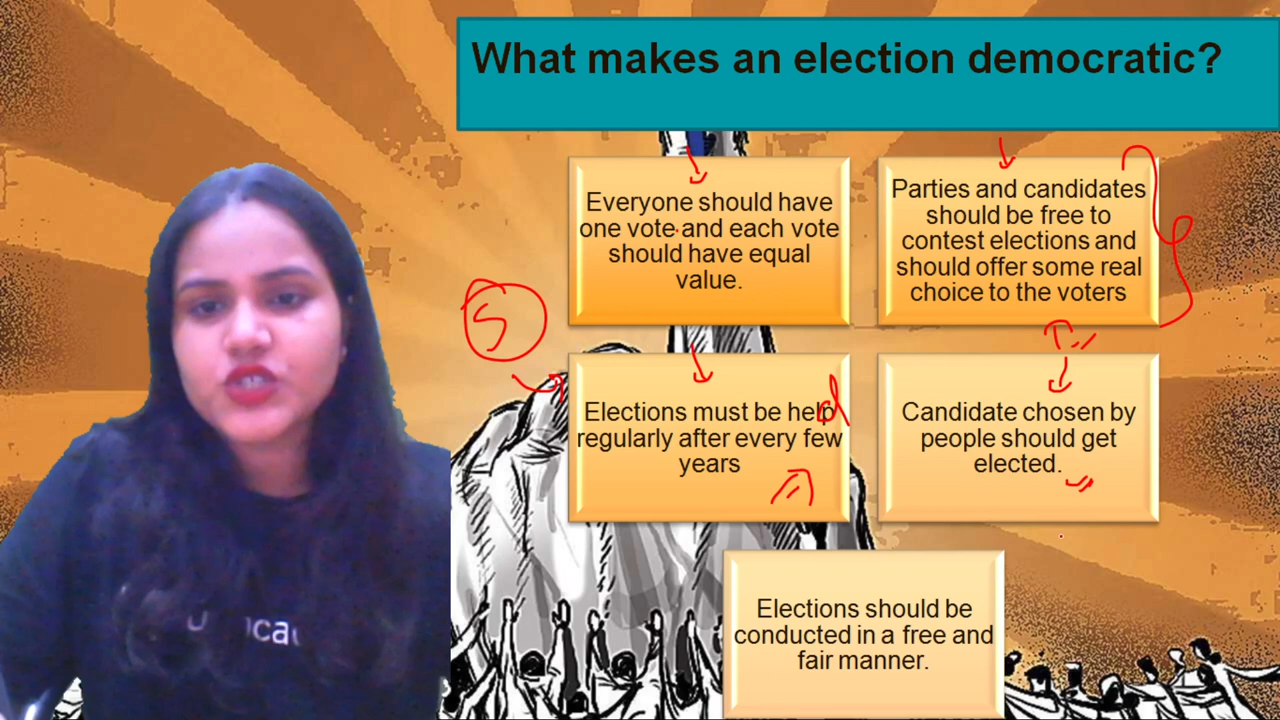 What makes an election democratic?
Everyone should have
one vote and each vote
should have equal
value.
Parties and candidates
should be free to
contest elections and
should offer some real
choice to the voters
5
Elections must be held
regularly after every few
years
Candidate chosen by
people should get
elected.
Elections should be
conducted in a free and
fair manner.